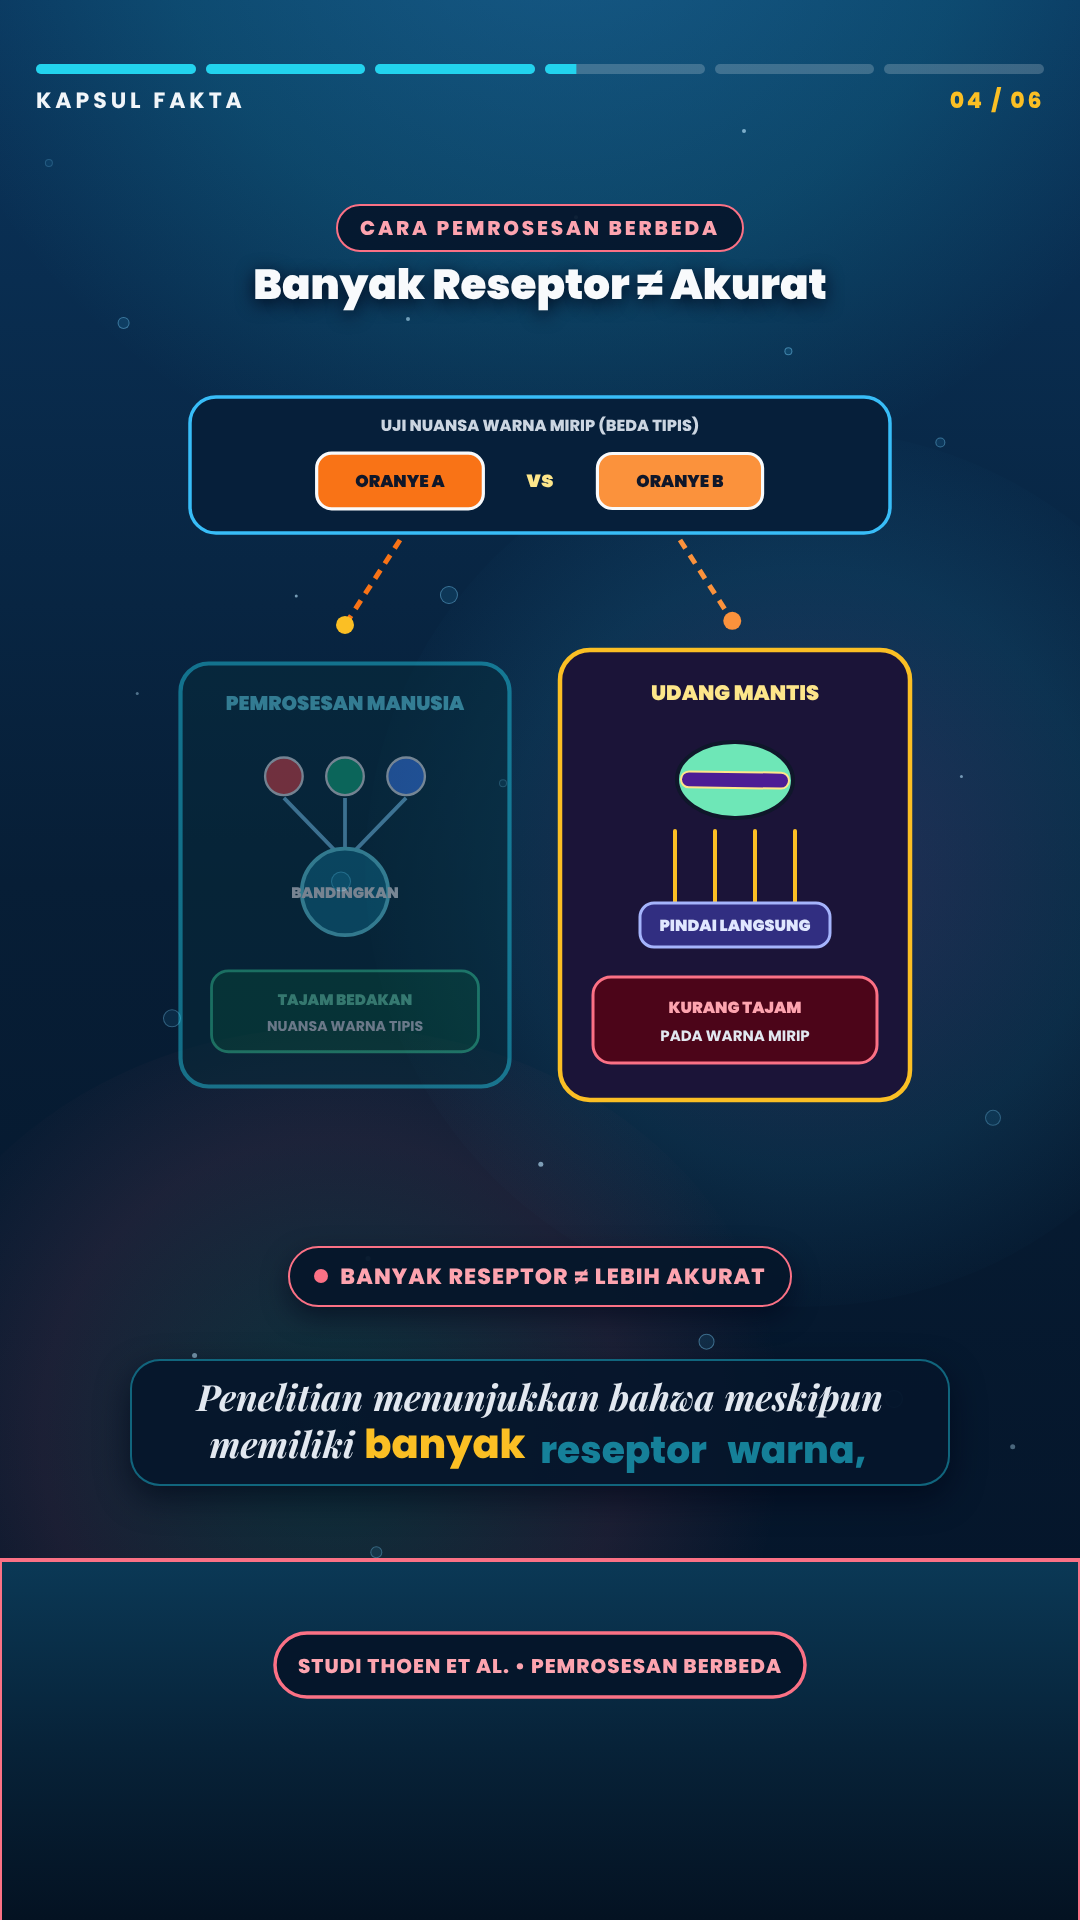 KAPSUL FAKTA
04 / 06
CARA PEMROSESAN BERBEDA
Banyak Reseptor ≠ Akurat
UJI NUANSA WARNA MIRIP (BEDA TIPIS)
ORANYE A
VS
ORANYE B
PEMROSESAN MANUSIA
BANDINGKAN
TAJAM BEDAKAN
NUANSA WARNA TIPIS
UDANG MANTIS
PINDAI LANGSUNG
KURANG TAJAM
PADA WARNA MIRIP
BANYAK RESEPTOR ≠ LEBIH AKURAT
Penelitian menunjukkan bahwa meskipun
memiliki banyak reseptor warna,
STUDI THOEN ET AL. • PEMROSESAN BERBEDA